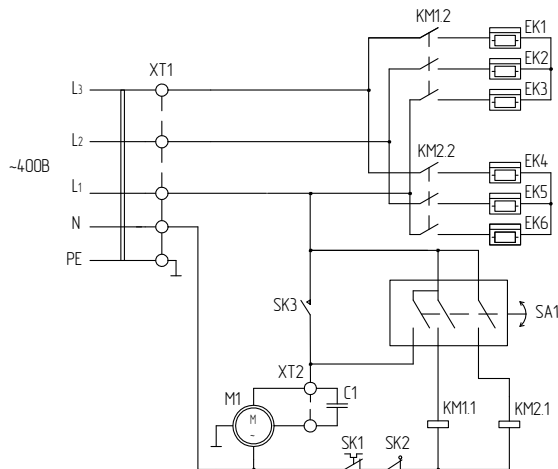 KM1.2
EK1
EK2
EK3
XT1
L3
L2
~400В
L1
N
PE
KM2.2
EK4
EK5
EK6
SK3
SA1
XT2
C1
M1
M
~
KM1.1
KM2.1
SK1
SK2